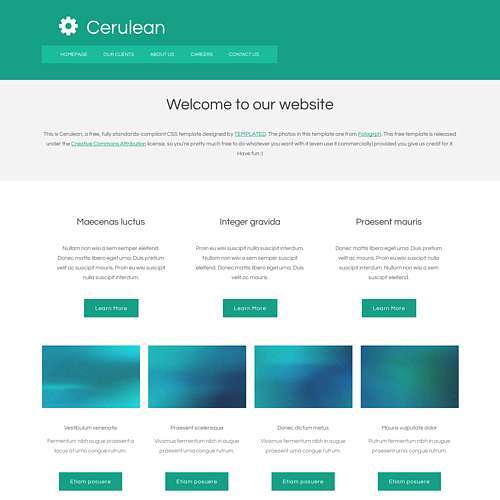 Cerulean
HOMEPAGE OUR CLIENTS ABOUT US CAREERS CONTACT US
Welcome to our website
This is Cerulean, a free, fully standards-compliant CSS template designed by TEMPLATED. The photos in this template are from Fotogrph. This free template is released
under the Creative Commons Attribution license, so you're pretty much free to do whatever you want with it (even use it commercially) provided you give us credit for it.
Have fun :)
Maecenas luctus
Nullam non wisi a sem semper eleifend.
Donec mattis libero eget urna. Duis pretium
velit ac suscipit mauris. Proin eu wisi suscipit
nulla suscipit interdum.
Learn More
Integer gravida
Proin eu wisi suscipit nulla suscipit interdum.
Nullam non wisi a sem semper suscipit
eleifend. Donec mattis libero eget urna. Duis
velit ac mauris.
Learn More
Praesent mauris
Donec mattis libero eget urna. Duis pretium
velit ac mauris. Proin eu wisi suscipit nulla
suscipit interdum. Nullam non wisi a sem
suscipit eleifend.
Learn More
Vestibulum venenatis
Fermentum nibh augue praesent a
lacus at urna congue rutrum.
Etiam posuere
Praesent scelerisque
Vivamus fermentum nibh in augue
praesent urna congue rutrum.
Etiam posuere
Donec dictum metus
Vivamus fermentum nibh in augue
praesent urna congue rutrum.
Etiam posuere
Mauris vulputate dolor
Rutrum fermentum nibh in augue
praesent urna congue rutrum.
Etiam posuere